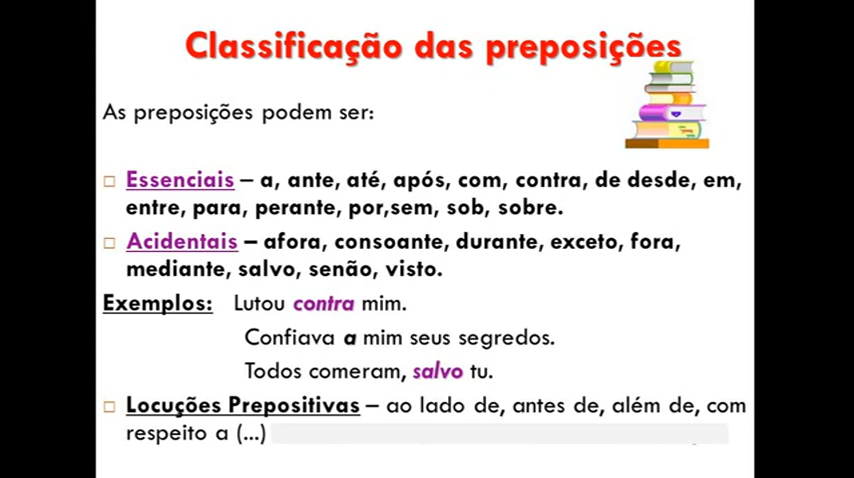 Classificação das preposições
As preposições podem ser:
Essenciais – a, ante, até, após, com, contra, de desde, em,
entre, para, perante, por,sem, sob, sobre.
Acidentais – afora, consoante, durante, exceto, fora,
mediante, salvo, senão, visto.
Exemplos: Lutou contra mim.
Confiava a mim seus segredos.
Todos comeram, salvo tu.
Locuções Prepositivas – ao lado de, antes de, além de, com
respeito a (...)